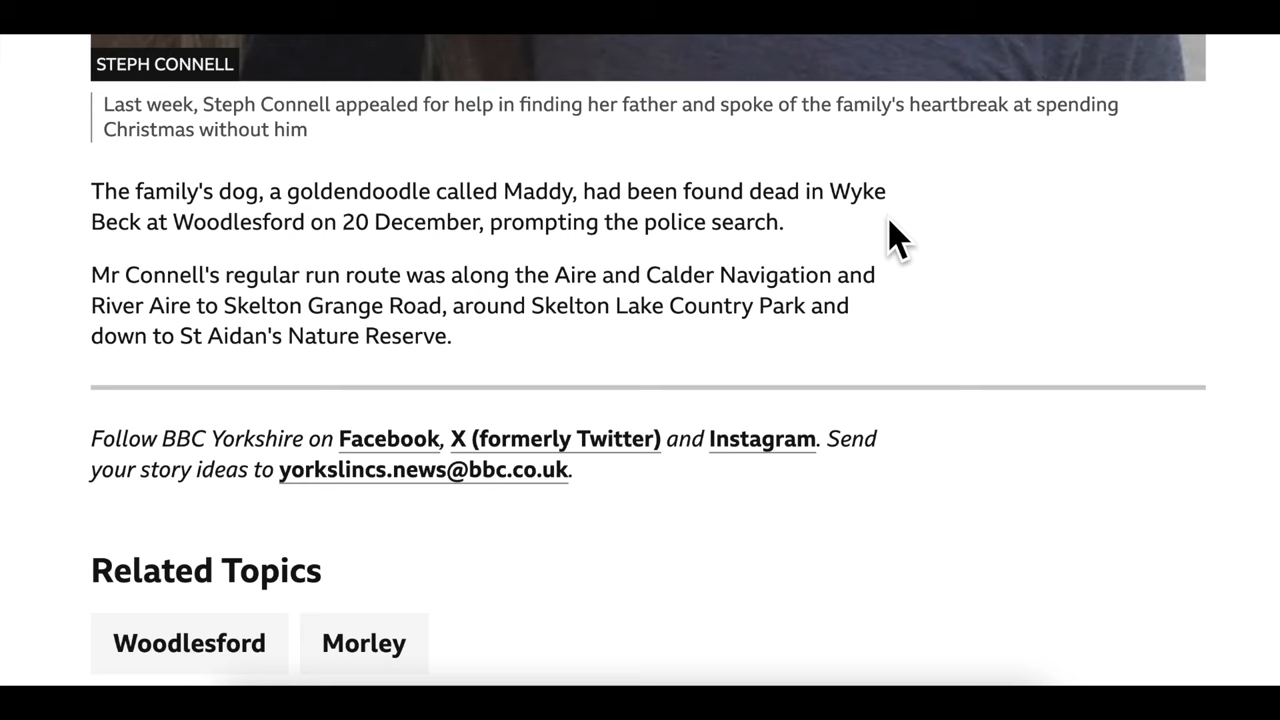 STEPH CONNELL
Last week, Steph Connell appealed for help in finding her father and spoke of the family's heartbreak at spending
Christmas without him
The family's dog, a goldendoodle called Maddy, had been found dead in Wyke
Beck at Woodlesford on 20 December, prompting the police search.
Mr Connell's regular run route was along the Aire and Calder Navigation and
River Aire to Skelton Grange Road, around Skelton Lake Country Park and
down to St Aidan's Nature Reserve.
Follow BBC Yorkshire on Facebook, X (formerly Twitter) and Instagram. Send
your story ideas to yorkslincs.news@bbc.co.uk.
Related Topics
Woodlesford Morley